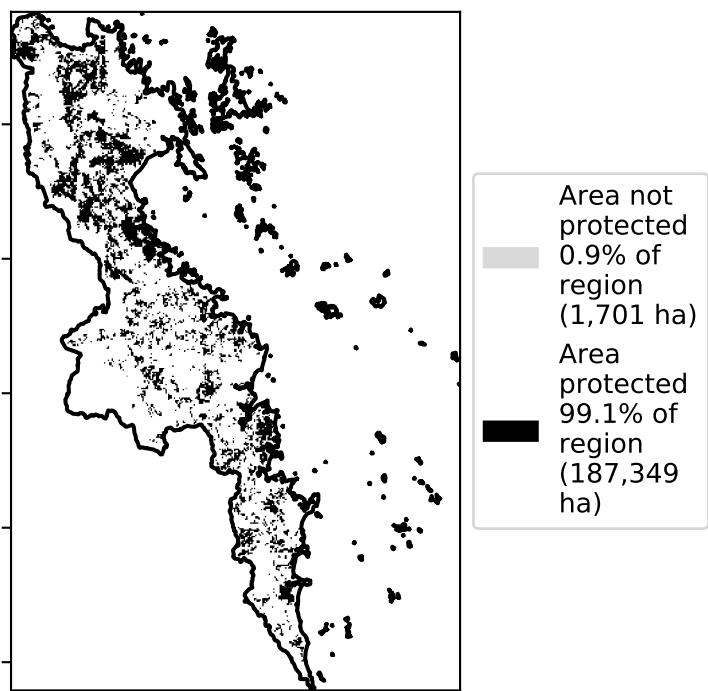 Area not
protected
0.9% of
region
(1,701 ha)
Area
protected
99.1% of
region
(187,349
ha)